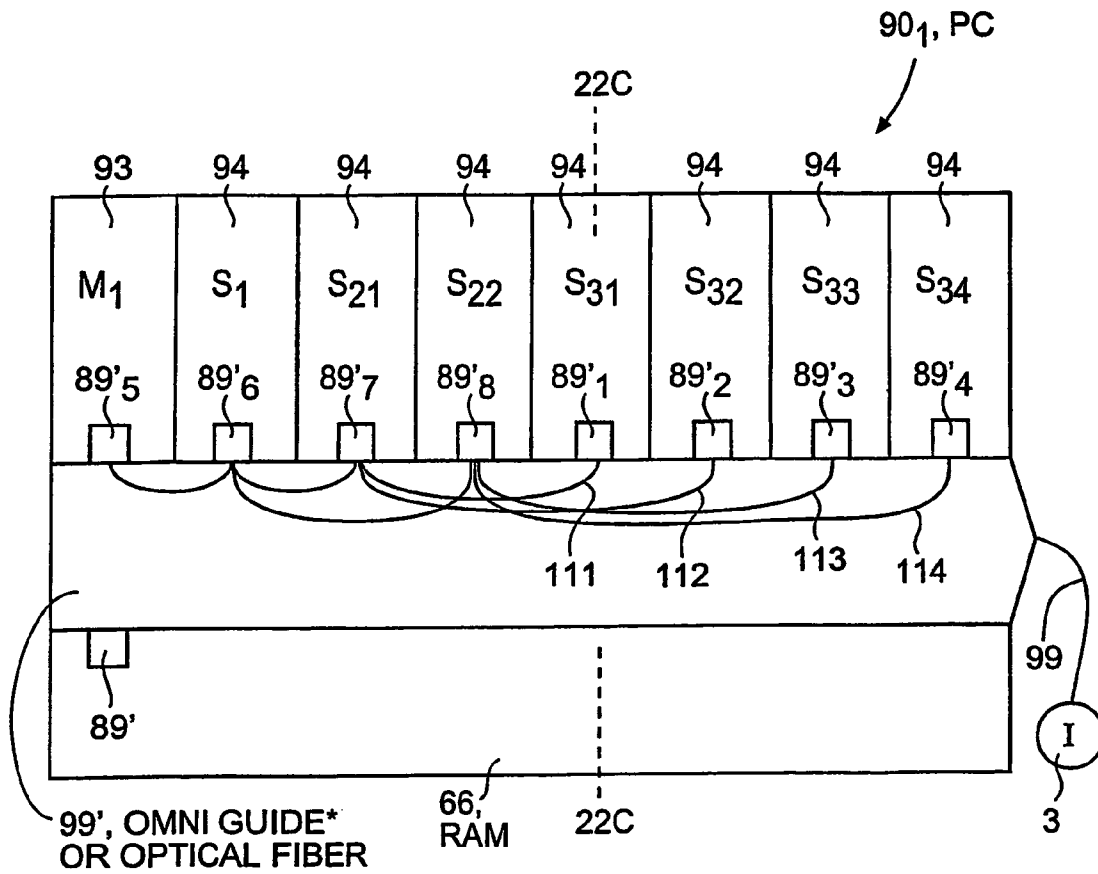 90₁, PC
22C
93 94 94 94 94 94 94 94
M₁ S₁ S₂₁ S₂₂ S₃₁ S₃₂ S₃₃ S₃₄
89'₅ 89'₆ 89'₇ 89'₈ 89'₁ 89'₂ 89'₃ 89'₄
111 112 113 114
99
89'
I
3
66,
RAM
22C
99', OMNI GUIDE*
OR OPTICAL FIBER